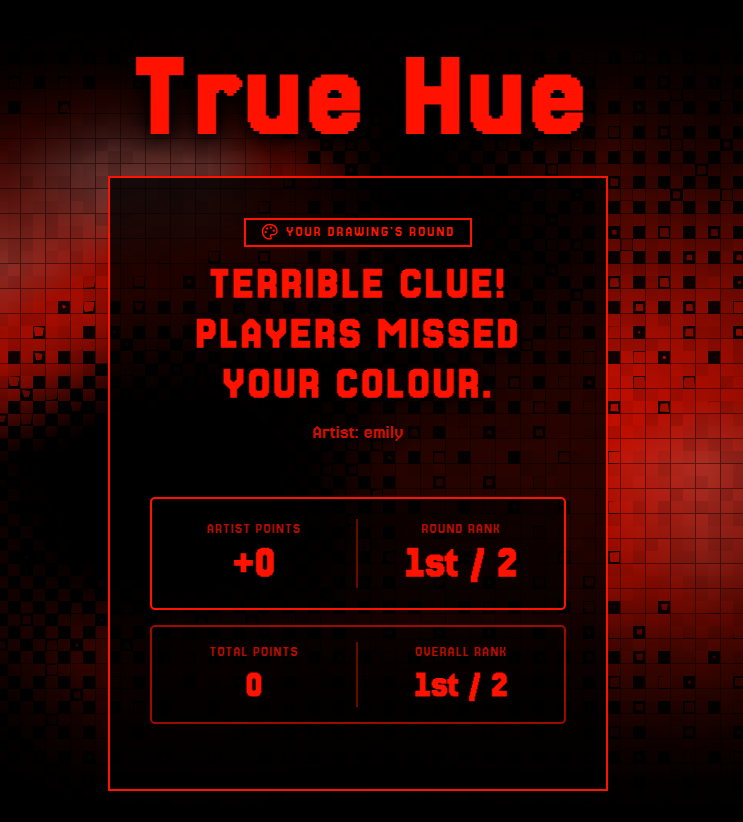 True Hue
YOUR DRAWING'S ROUND
TERRIBLE CLUE!
PLAYERS MISSED
YOUR COLOUR.
Artist: emily
ARTIST POINTS
+0
ROUND RANK
1st / 2
TOTAL POINTS
0
OVERALL RANK
1st / 2